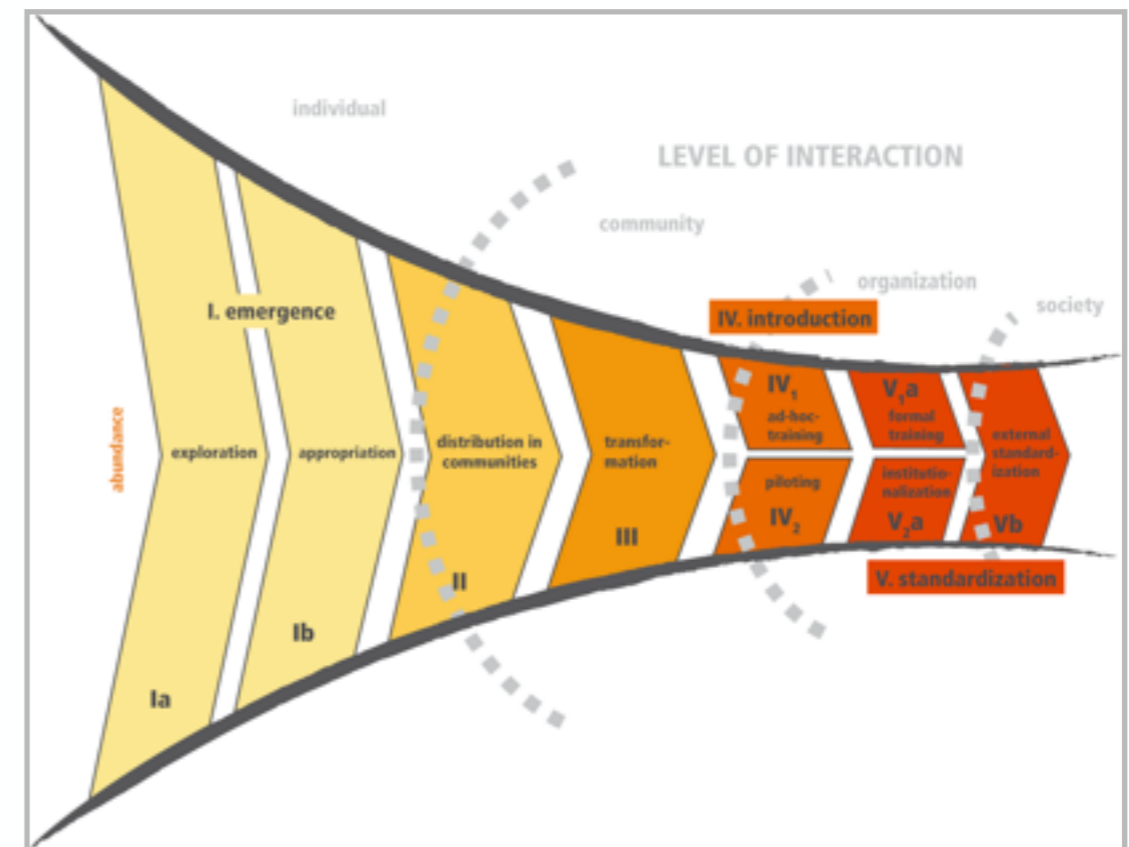 individual
LEVEL OF INTERACTION
community
organization
society
I. emergence
IV. introduction
abundance
exploration
appropriation
distribution in
communities
transfor-
mation
IV1
ad-hoc-
training
V1a
formal
training
external
standard-
ization
piloting
IV2
institutio-
nalization
V2a
Vb
III
II
Ib
Ia
V. standardization